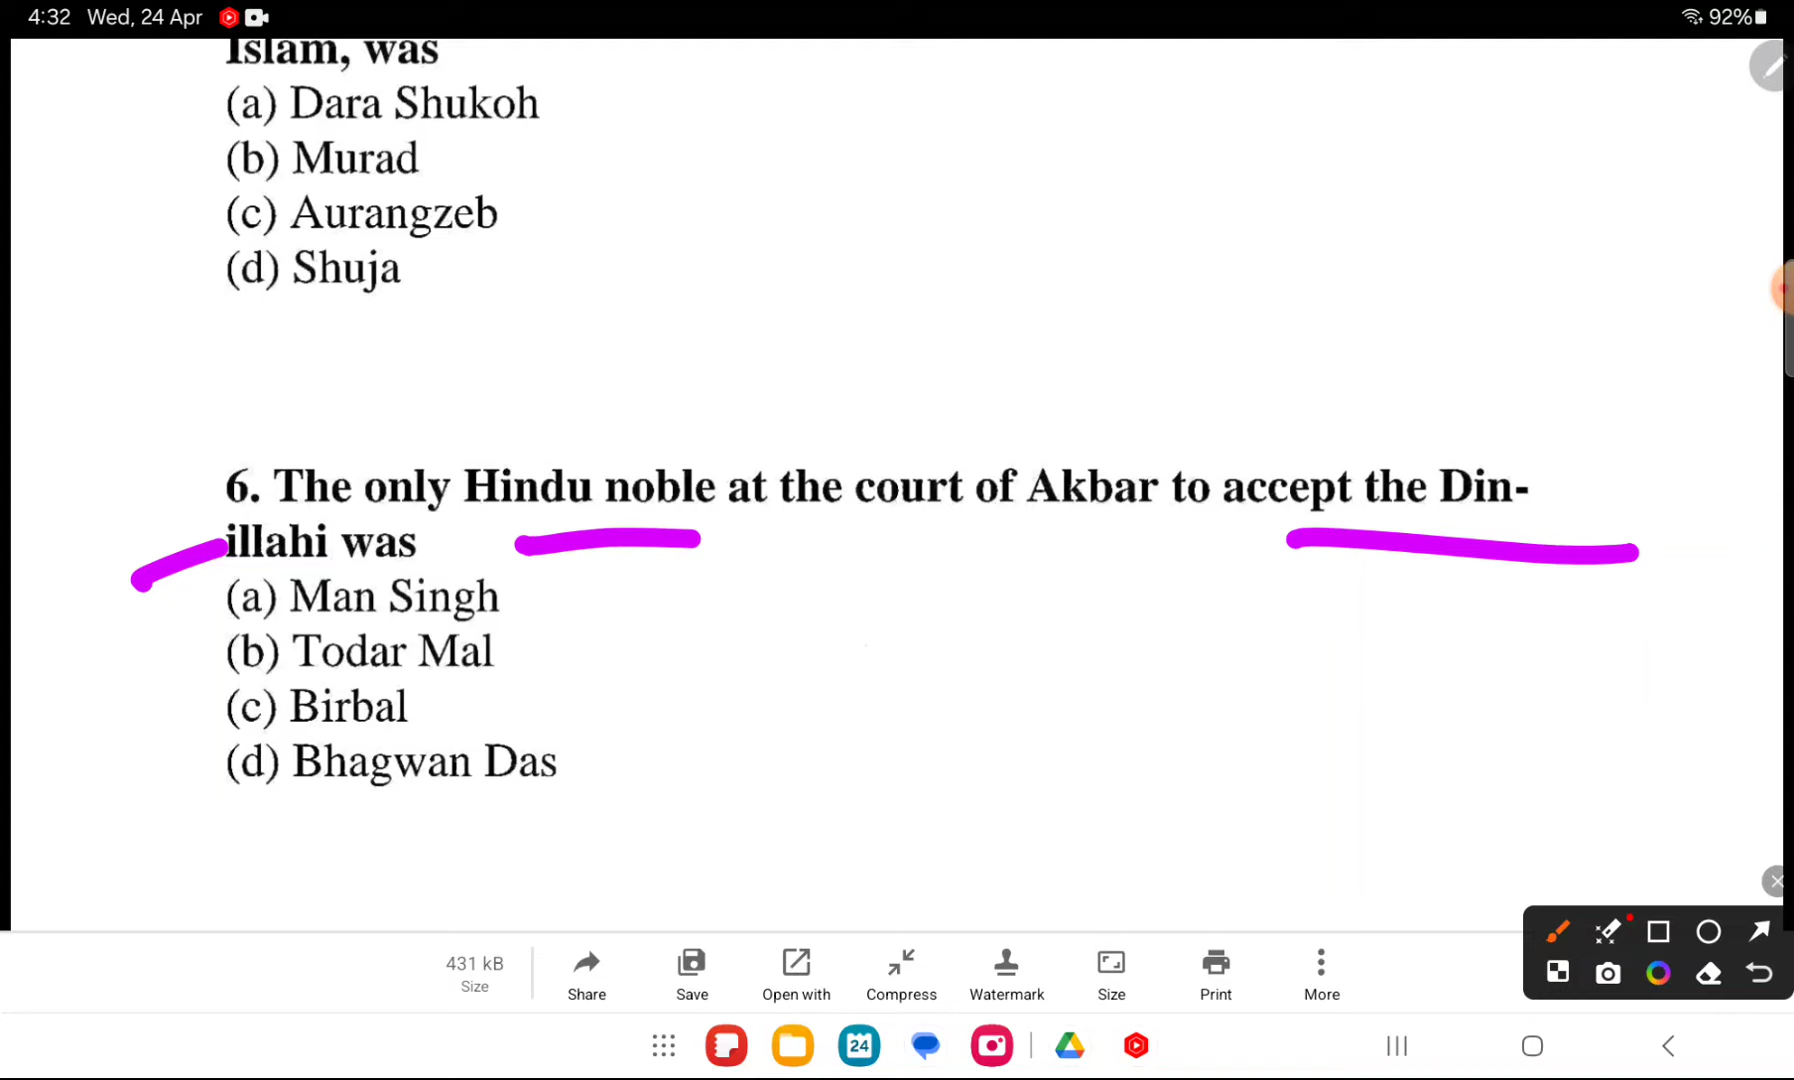 4:32 Wed, 24 Apr
92%
Islam, was
(a) Dara Shukoh
(b) Murad
(c) Aurangzeb
(d) Shuja
6. The only Hindu noble at the court of Akbar to accept the Din-
illahi was
(a) Man Singh
(b) Todar Mal
(c) Birbal
(d) Bhagwan Das
431 kB
Size
Share
Save
Open with
Compress
Watermark
Size
Print
More
24